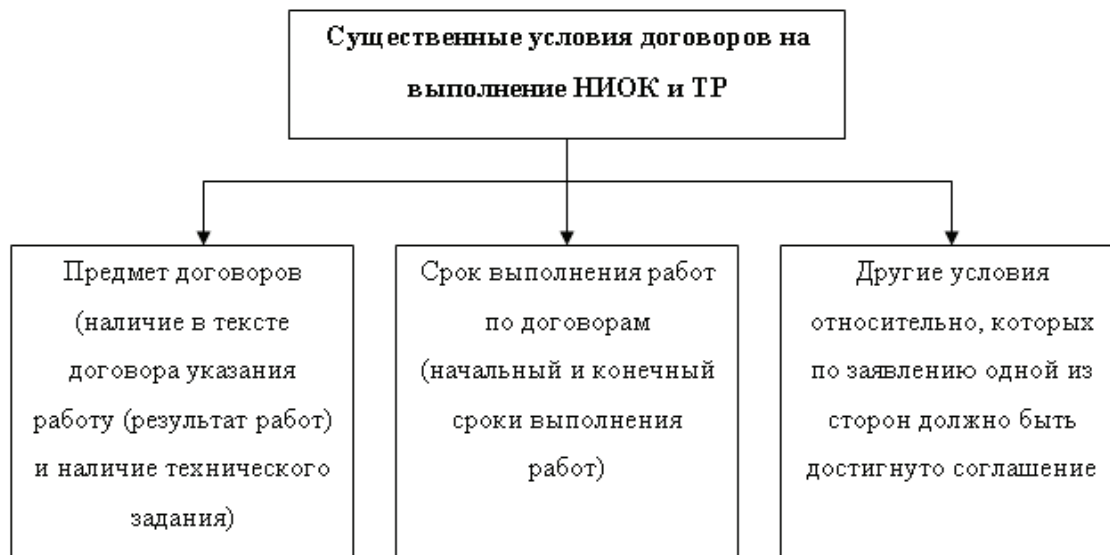 Существенные условия договоров на
выполнение НИОК и ТР
Предмет договоров
(наличие в тексте
договора указания
работу (результат работ)
и наличие технического
задания)
Срок выполнения работ
по договорам
(начальный и конечный
сроки выполнения
работ)
Другие условия
относительно, которых
по заявлению одной из
сторон должно быть
достигнуто соглашение